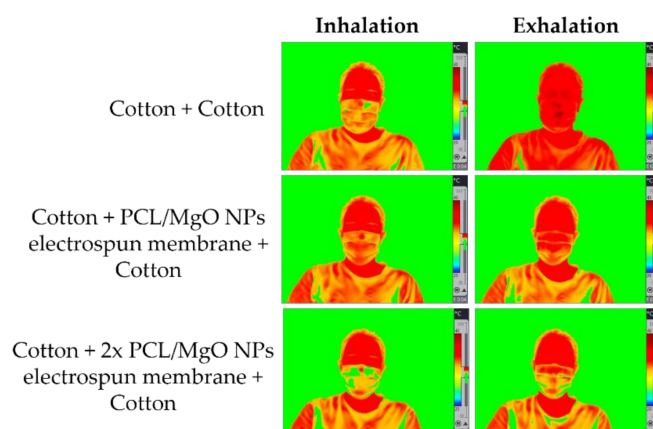 Inhalation Exhalation
Cotton + Cotton
°C
°C
Cotton + PCL/MgO NPs
electrospun membrane +
Cotton
°C
°C
Cotton + 2x PCL/MgO NPs
electrospun membrane +
Cotton
°C
°C